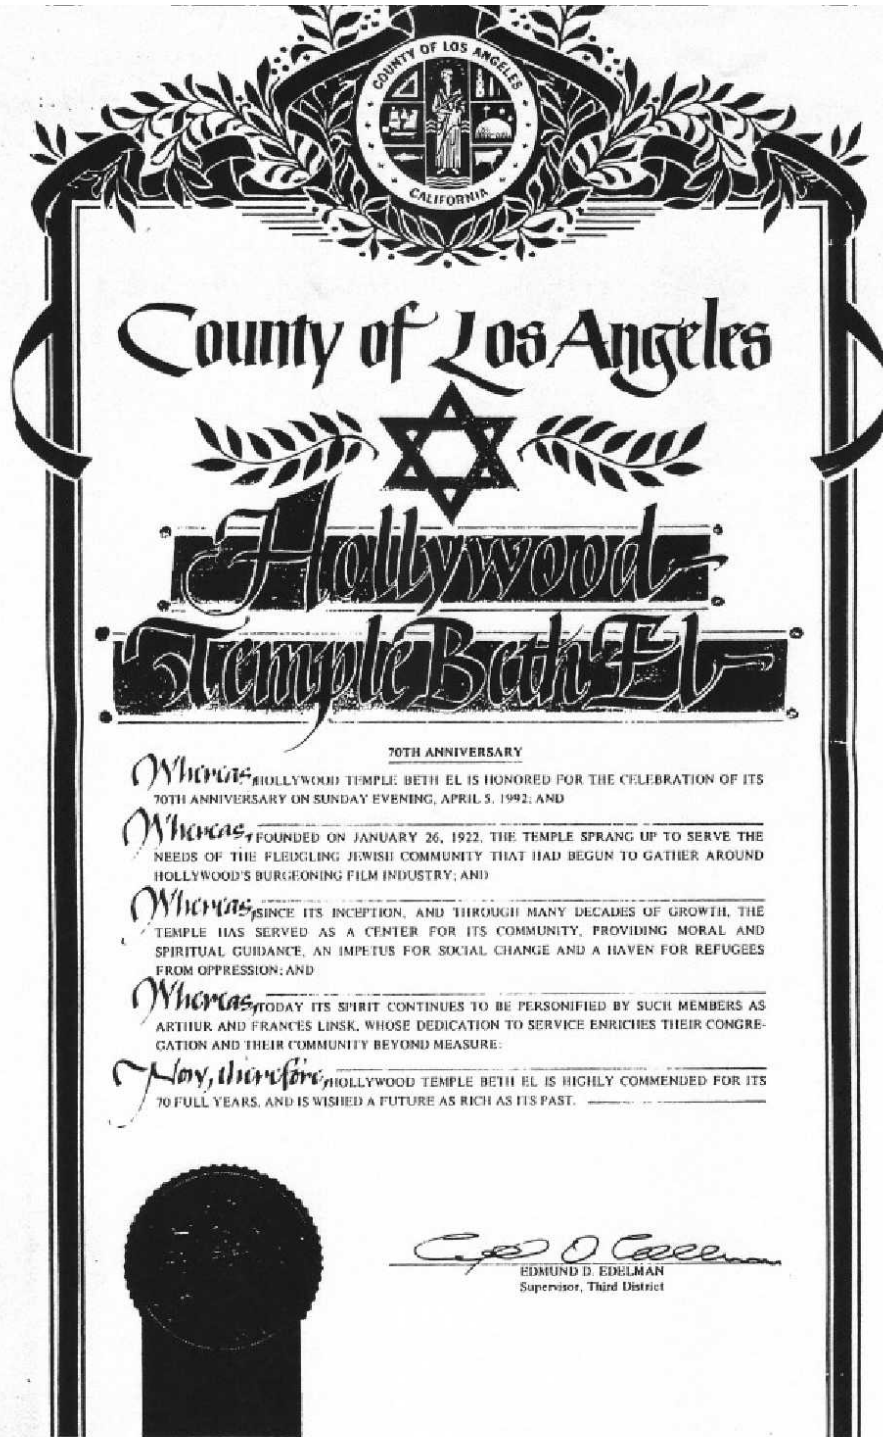 COUNTY OF LOS ANGELES
CALIFORNIA
County of Los Angeles
Hollywood
Temple Beth El
70TH ANNIVERSARY
Whereas, HOLLYWOOD TEMPLE BETH EL IS HONORED FOR THE CELEBRATION OF ITS
70TH ANNIVERSARY ON SUNDAY EVENING, APRIL 5, 1992; AND
Whereas, FOUNDED ON JANUARY 26, 1922, THE TEMPLE SPRANG UP TO SERVE THE
NEEDS OF THE FLEDGLING JEWISH COMMUNITY THAT HAD BEGUN TO GATHER AROUND
HOLLYWOOD'S BURGEONING FILM INDUSTRY; AND
Whereas, SINCE ITS INCEPTION, AND THROUGH MANY DECADES OF GROWTH, THE
TEMPLE HAS SERVED AS A CENTER FOR ITS COMMUNITY, PROVIDING MORAL AND
SPIRITUAL GUIDANCE, AN IMPETUS FOR SOCIAL CHANGE AND A HAVEN FOR REFUGEES
FROM OPPRESSION; AND
Whereas, TODAY ITS SPIRIT CONTINUES TO BE PERSONIFIED BY SUCH MEMBERS AS
ARTHUR AND FRANCES LINSK, WHOSE DEDICATION TO SERVICE ENRICHES THEIR CONGRE-
GATION AND THEIR COMMUNITY BEYOND MEASURE:
Now, therefore, HOLLYWOOD TEMPLE BETH EL IS HIGHLY COMMENDED FOR ITS
70 FULL YEARS, AND IS WISHED A FUTURE AS RICH AS ITS PAST.
EDMUND D. EDELMAN
Supervisor, Third District